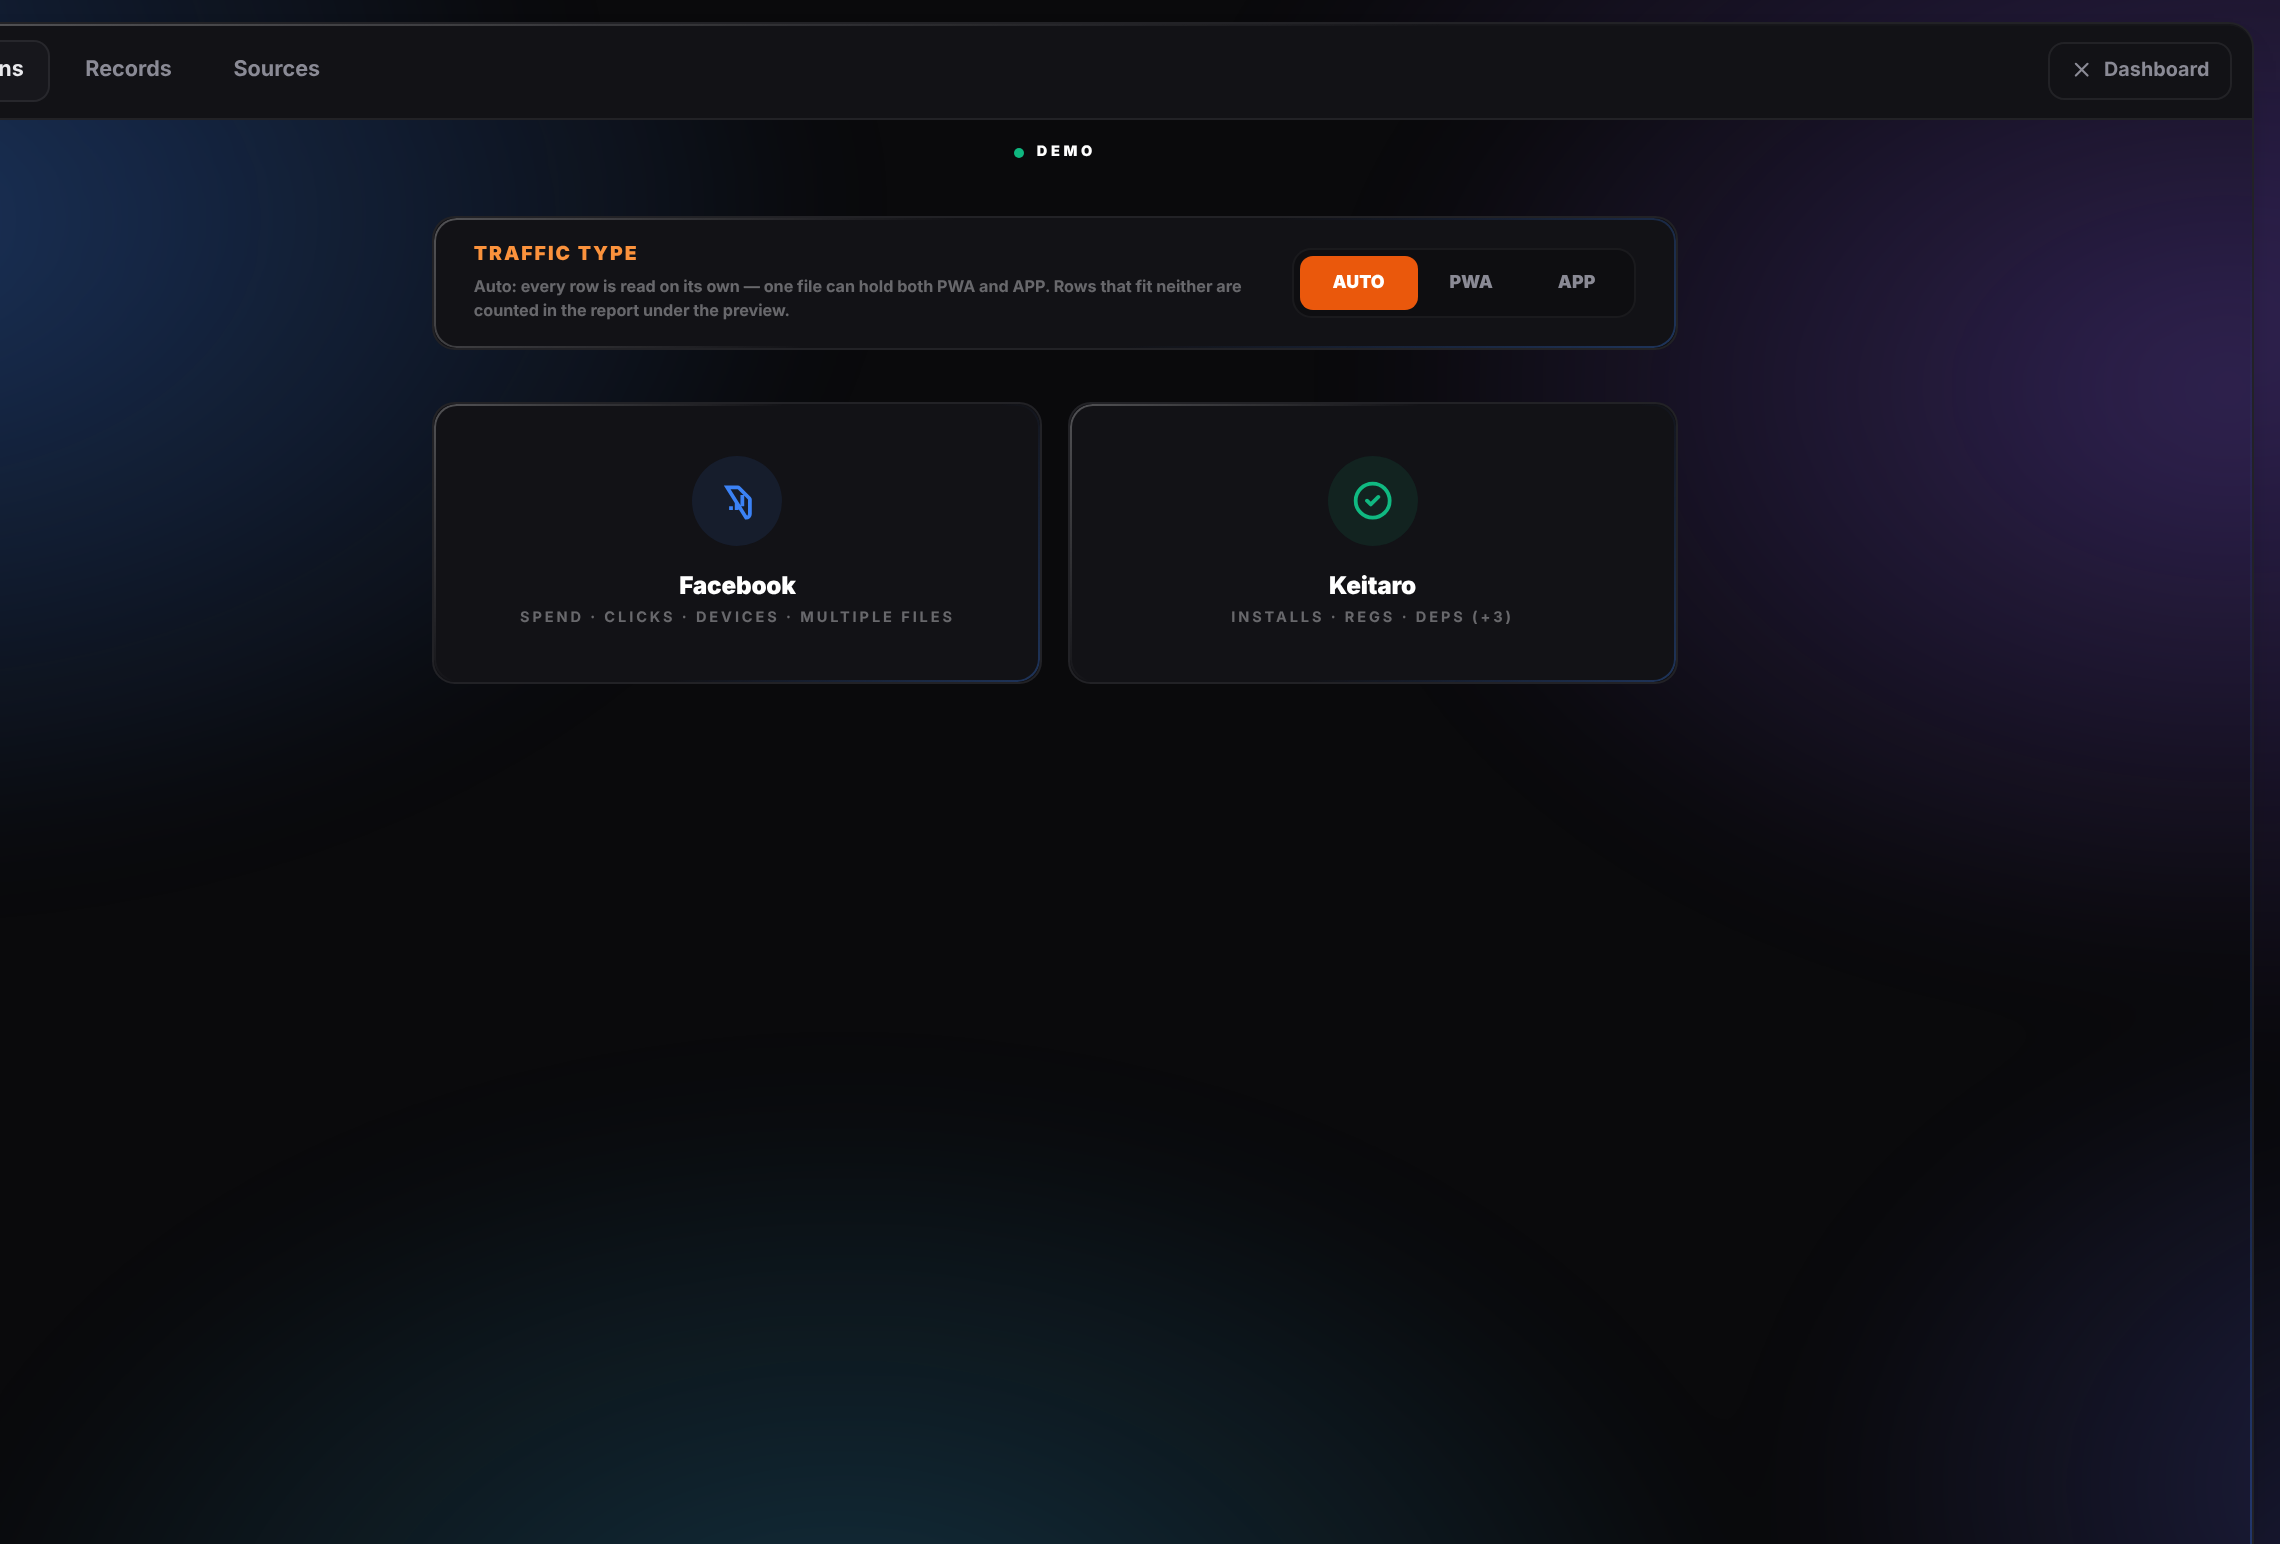 ns Records Sources Dashboard
DEMO
TRAFFIC TYPE
Auto: every row is read on its own — one file can hold both PWA and APP. Rows that fit neither are
counted in the report under the preview.
AUTO PWA APP
Facebook
SPEND · CLICKS · DEVICES · MULTIPLE FILES
Keitaro
INSTALLS · REGS · DEPS (+3)